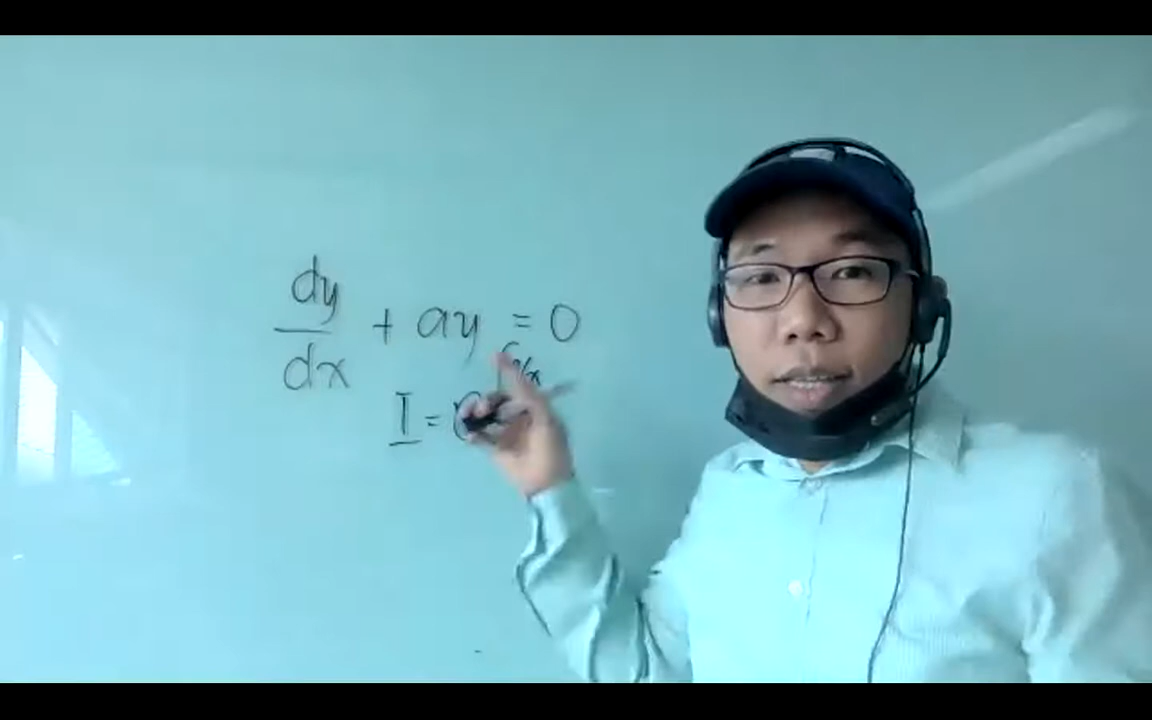 dy/dx + ay = 0
I =